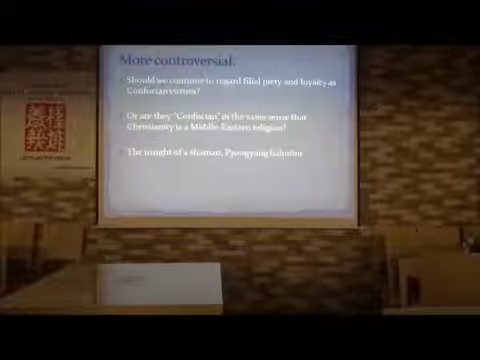 More controversial:
Should we continue to regard filial piety and loyalty as
Confucian virtues?
Or are they "Confucian" in the same sense that
Christianity is a Middle-Eastern religion?
The insight of a shaman, Pyongyang halmŏni